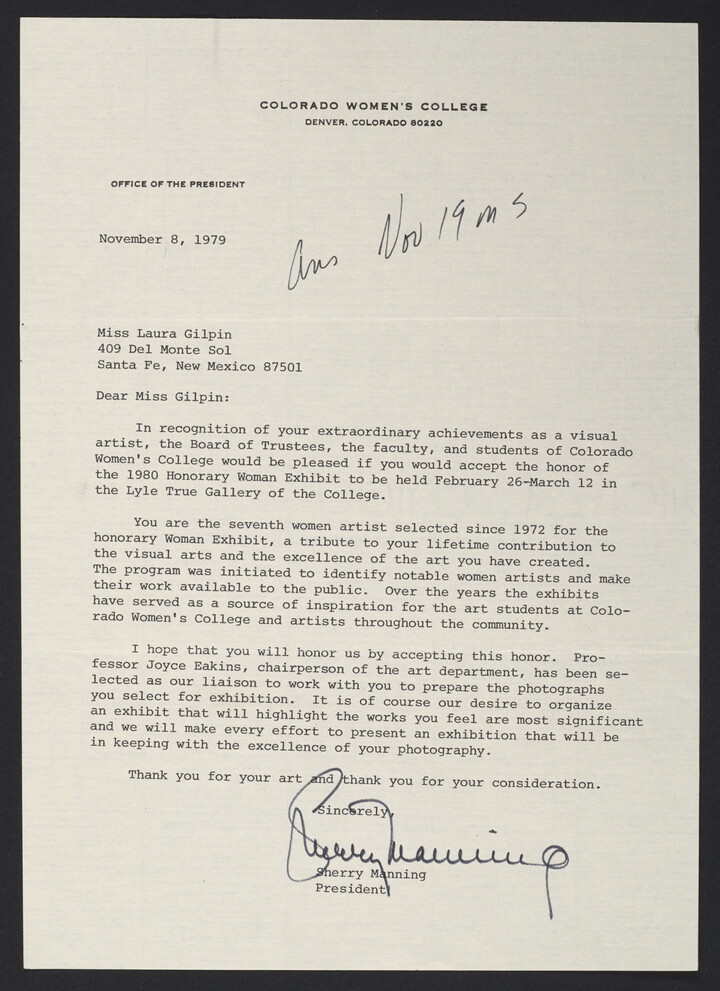 COLORADO WOMEN'S COLLEGE
DENVER, COLORADO 80220
OFFICE OF THE PRESIDENT
Ans Nov 19 ms
November 8, 1979
Miss Laura Gilpin
409 Del Monte Sol
Santa Fe, New Mexico 87501
Dear Miss Gilpin:
In recognition of your extraordinary achievements as a visual
artist, the Board of Trustees, the faculty, and students of Colorado
Women's College would be pleased if you would accept the honor of
the 1980 Honorary Woman Exhibit to be held February 26-March 12 in
the Lyle True Gallery of the College.
You are the seventh women artist selected since 1972 for the
honorary Woman Exhibit, a tribute to your lifetime contribution to
the visual arts and the excellence of the art you have created.
The program was initiated to identify notable women artists and make
their work available to the public.  Over the years the exhibits
have served as a source of inspiration for the art students at Colo-
rado Women's College and artists throughout the community.
I hope that you will honor us by accepting this honor.  Pro-
fessor Joyce Eakins, chairperson of the art department, has been se-
lected as our liaison to work with you to prepare the photographs
you select for exhibition.  It is of course our desire to organize
an exhibit that will highlight the works you feel are most significant
and we will make every effort to present an exhibition that will be
in keeping with the excellence of your photography.
Thank you for your art and thank you for your consideration.
Sincerely,
Sherry Manning
Sherry Manning
President